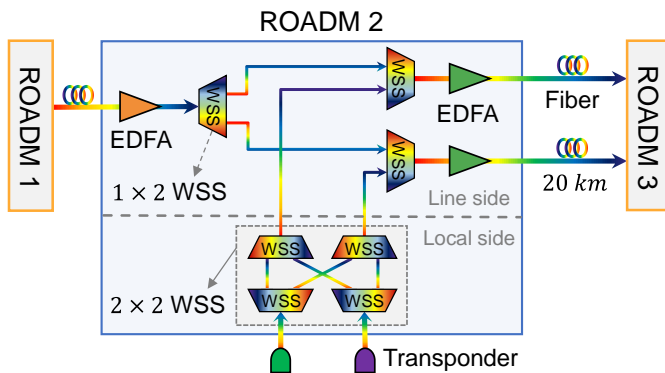 ROADM 2
ROADM 1
EDFA
WSS
1 × 2 WSS
WSS
EDFA
WSS
Fiber
20 km
ROADM 3
Line side
Local side
WSS
WSS
2 × 2 WSS
WSS
WSS
Transponder